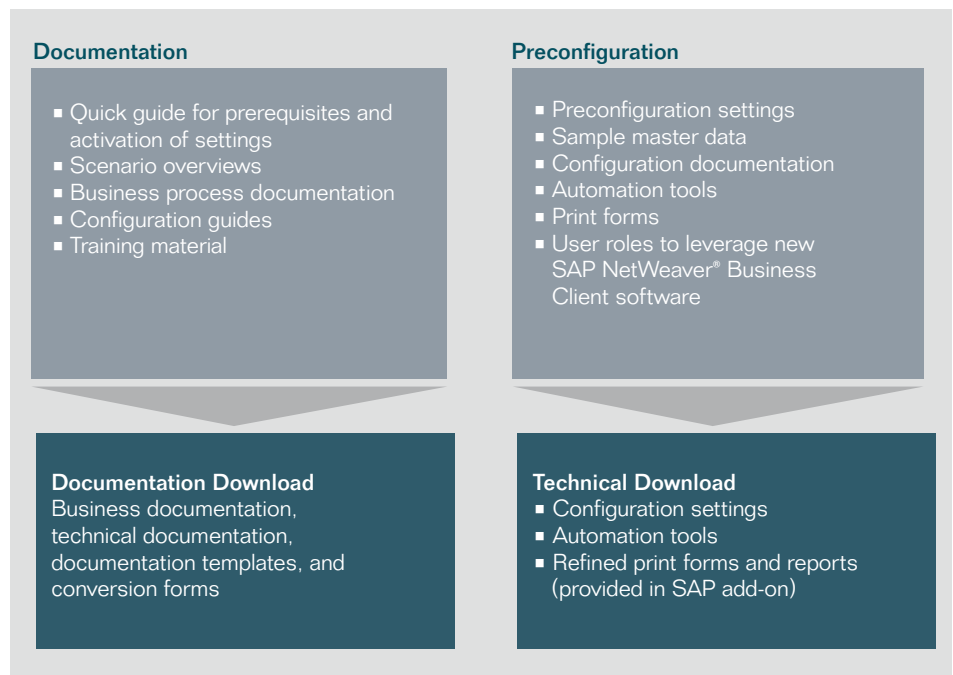 Documentation
■ Quick guide for prerequisites and
activation of settings
■ Scenario overviews
■ Business process documentation
■ Configuration guides
■ Training material
Documentation Download
Business documentation,
technical documentation,
documentation templates, and
conversion forms
Preconfiguration
■ Preconfiguration settings
■ Sample master data
■ Configuration documentation
■ Automation tools
■ Print forms
■ User roles to leverage new
SAP NetWeaver® Business
Client software
Technical Download
■ Configuration settings
■ Automation tools
■ Refined print forms and reports
(provided in SAP add-on)